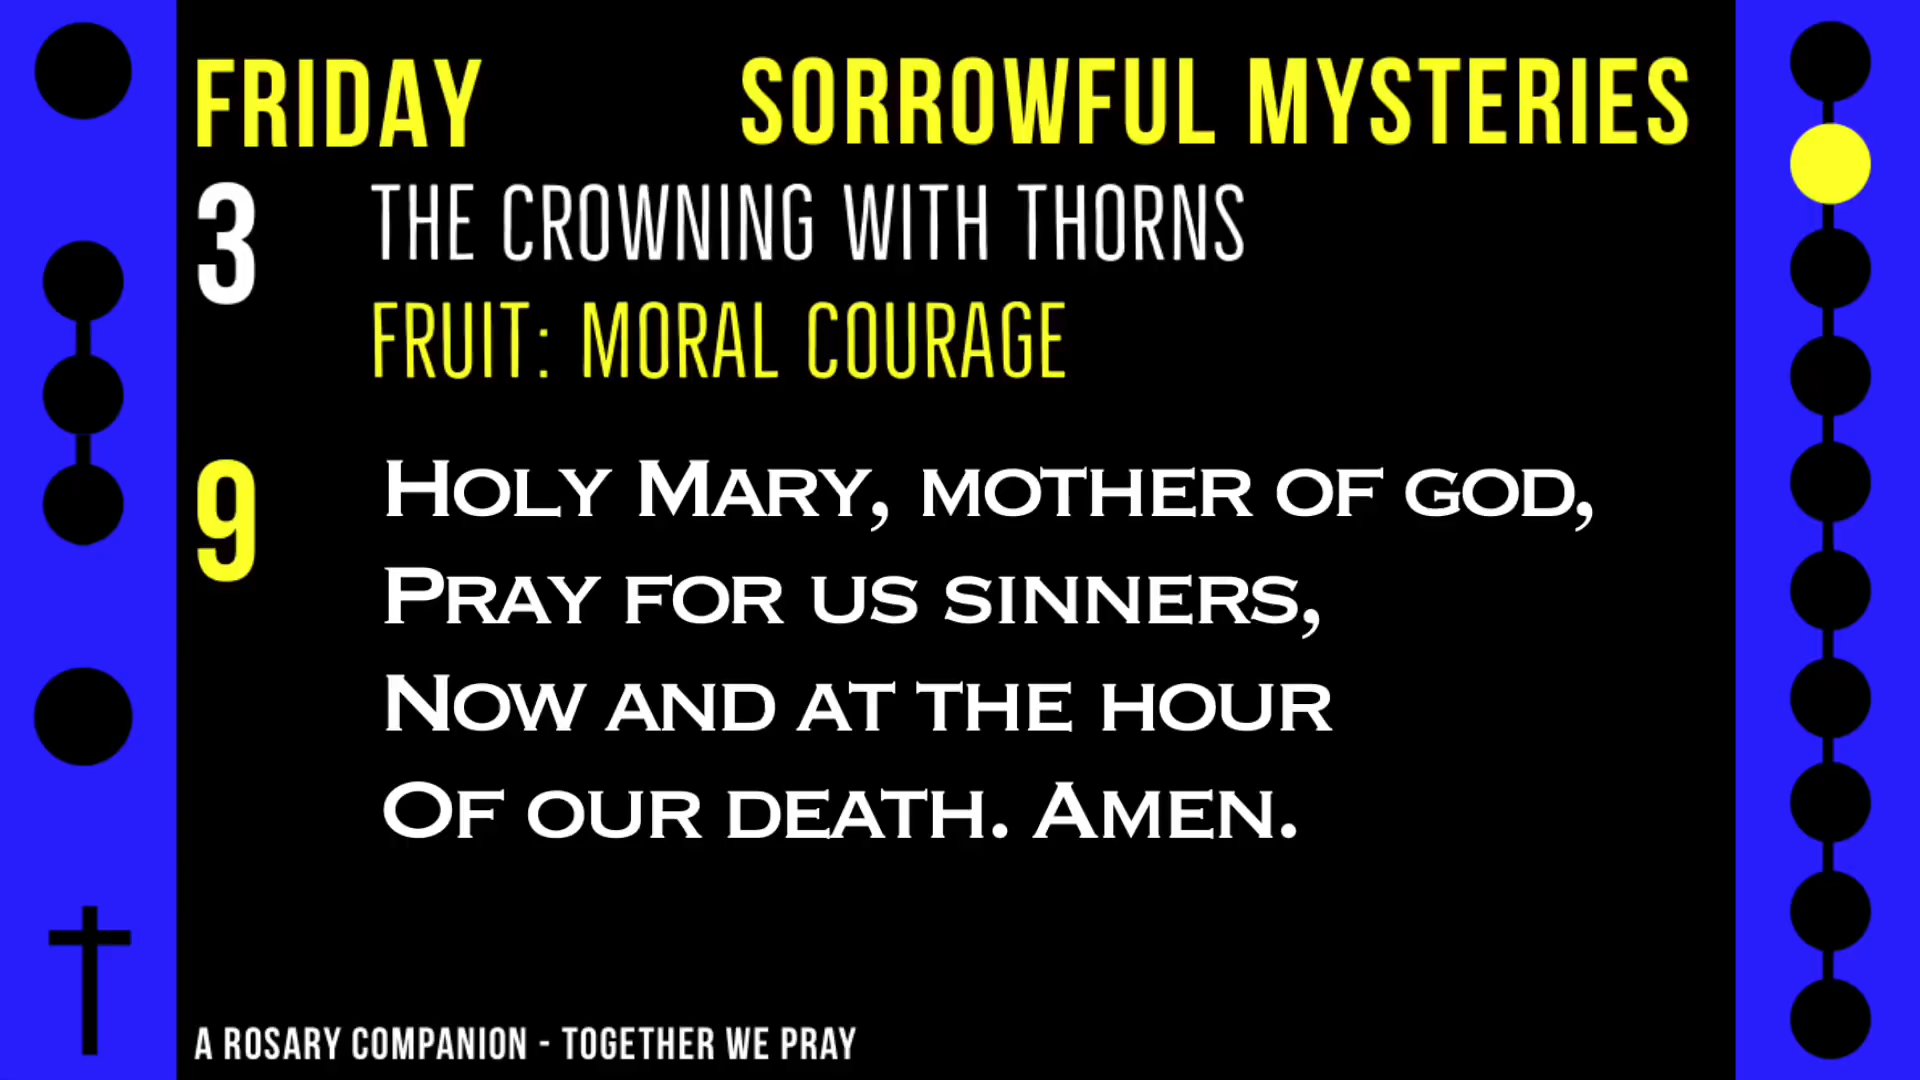 FRIDAY SORROWFUL MYSTERIES
3 THE CROWNING WITH THORNS
FRUIT: MORAL COURAGE
9 HOLY MARY, MOTHER OF GOD,
PRAY FOR US SINNERS,
NOW AND AT THE HOUR
OF OUR DEATH. AMEN.
A ROSARY COMPANION - TOGETHER WE PRAY